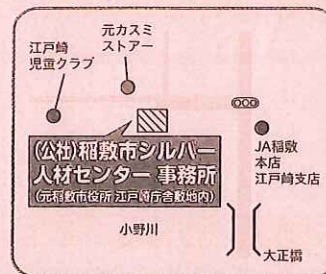 元カスミ
ストアー
江戸崎
児童クラブ
(公社)稲敷市シルバー
人材センター 事務所
(元稲敷市役所 江戸崎庁舎敷地内)
JA稲敷
本店
江戸崎支店
小野川
大正橋